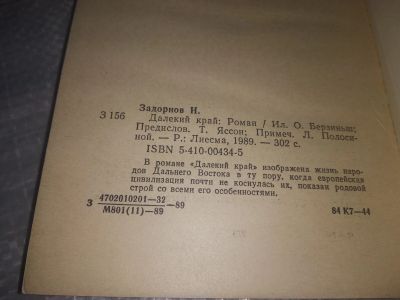 Задорнов Н.
З 156
Далекий край: Роман / Ил. О. Берзиньш;
Предислов. Т. Яссон; Примеч. Л. Полоси-
ной. — Р.: Лиесма, 1989. — 302 с.
ISBN 5-410-00434-5
В романе «Далекий край» изображена жизнь наро-
дов Дальнего Востока в ту пору, когда европейская
цивилизация почти не коснулась их, показан родовой
строй со всеми его особенностями.
З 4702010201—32 —89
М801(11)—89
84 К7—44